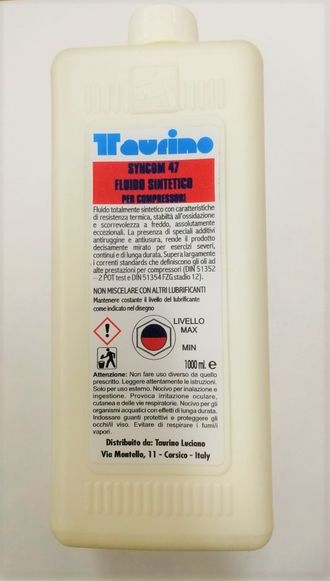 Taurino
SYNCOM 47
FLUIDO SINTETICO
PER COMPRESSORI
Fluido totalmente sintetico con caratteristiche
di resistenza termica, stabiltà all'ossidazione
e scorrevolezza a freddo, assolutamente
eccezionali. La presenza di speciali additivi
antiruggine e antiusura, rende il prodotto
decisamente mirato per esercizi severi,
continui e di lunga durata. Supera largamente
i correnti standards che definiscono gli oli ad
alte prestazioni per compressori (DIN 51352
–2 POT test e DIN 51354 FZG stadio 12).
NON MISCELARE CON ALTRI LUBRIFICANTI
Mantenere costante il livello del lubrificante
come indicato nel disegno
LIVELLO
MAX
MIN
1000 ml. e
Attenzione: Non fare uso diverso da quello
prescritto. Leggere attentamente le istruzioni.
Solo per uso esterno. Nocivo per inalazione e
ingestione. Provoca irritazione oculare,
cutanea e delle vie respiratorie. Nocivo per gli
organismi acquatici con effetti di lunga durata.
Indossare guanti protettivi e proteggere gli
occhi/il viso. Evitare di respirare i fumi/i
vapori.
Distribuito da: Taurino Luciano
Via Montello, 11 - Corsico - Italy